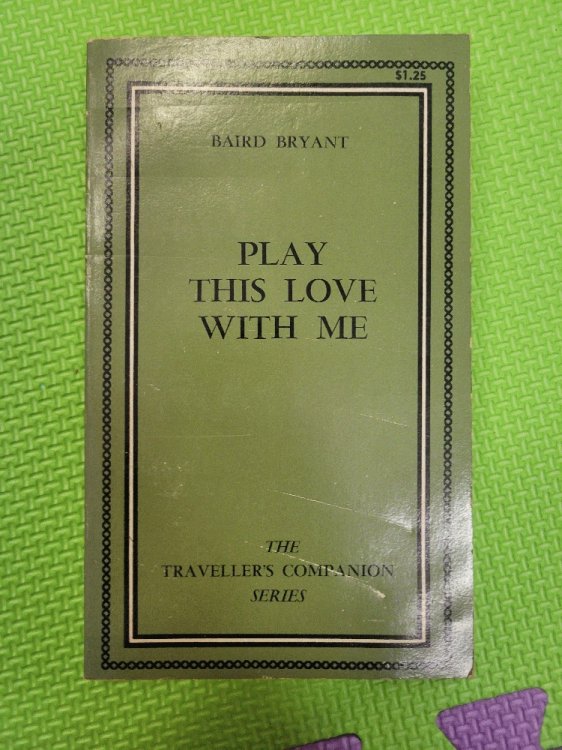 $1.25
BAIRD BRYANT
PLAY
THIS LOVE
WITH ME
THE
TRAVELLER'S COMPANION
SERIES